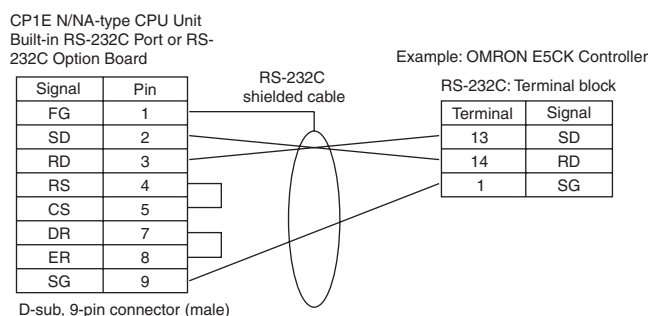 CP1E N/NA-type CPU Unit
Built-in RS-232C Port or RS-
232C Option Board
Signal Pin
FG 1
SD 2
RD 3
RS 4
CS 5
DR 7
ER 8
SG 9
D-sub, 9-pin connector (male)
RS-232C
shielded cable
Example: OMRON E5CK Controller
RS-232C: Terminal block
Terminal Signal
13 SD
14 RD
1 SG